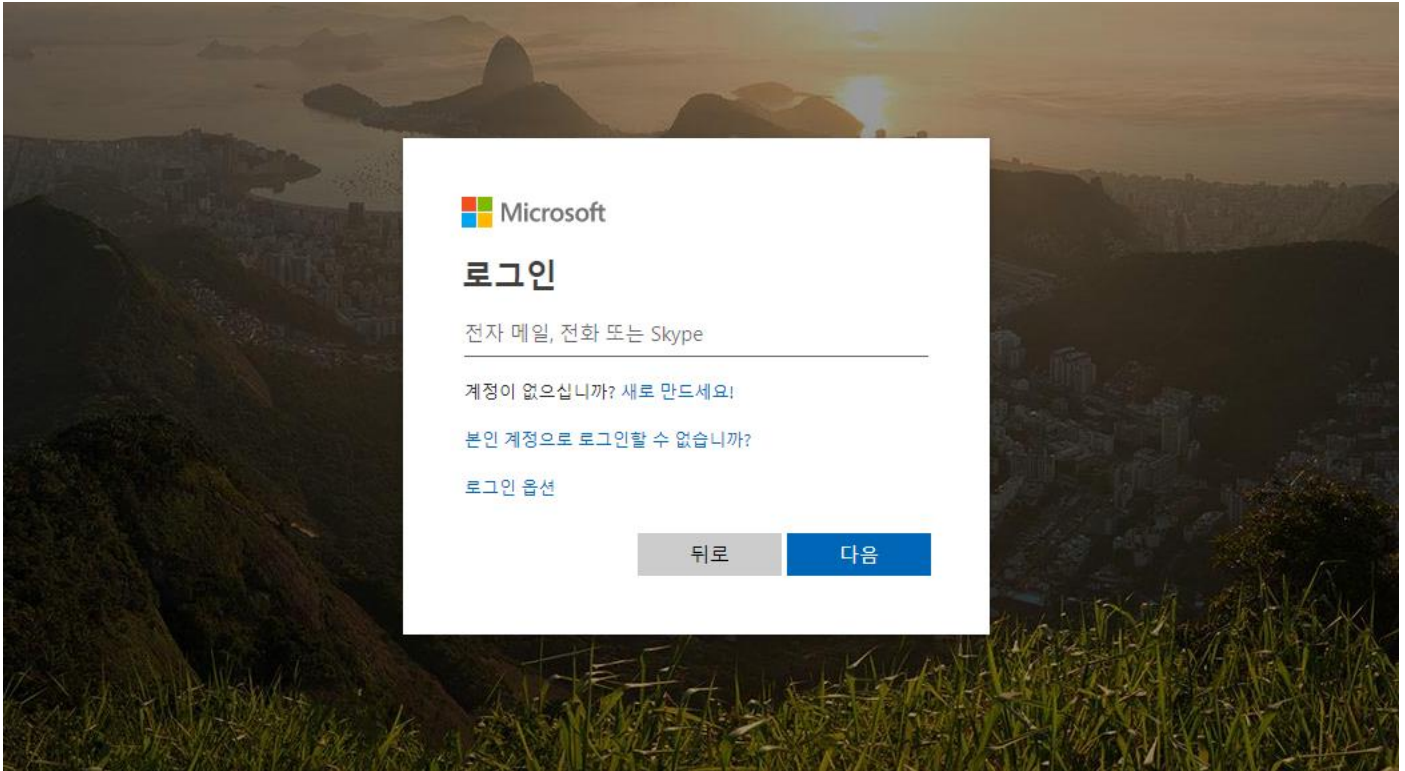 Microsoft
로그인
전자 메일, 전화 또는 Skype
계정이 없으십니까? 새로 만드세요!
본인 계정으로 로그인할 수 없습니까?
로그인 옵션
뒤로 다음